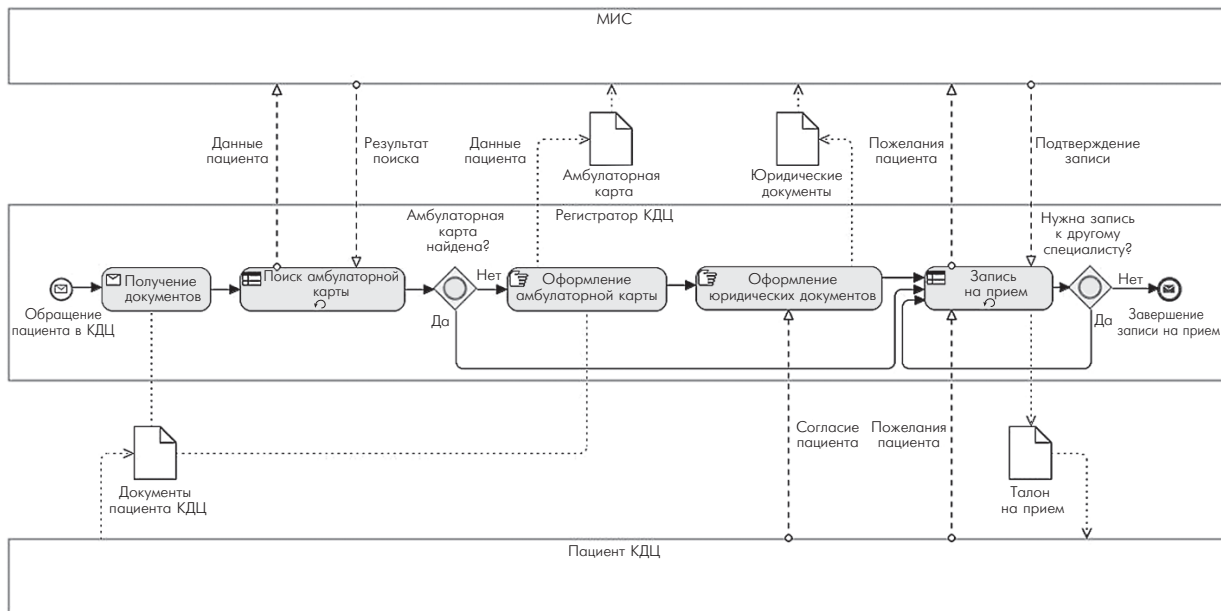 МИС
Данные
пациента
Результат
поиска
Данные
пациента
Амбулаторная
карта
Юридические
документы
Пожелания
пациента
Подтверждение
записи
Регистратор КДЦ
Амбулаторная
карта
найдена?
Нужна запись
к другому
специалисту?
Обращение
пациента в КДЦ
Получение
документов
Поиск амбулаторной
карты
Нет
Да
Оформление
амбулаторной карты
Оформление
юридических документов
Запись
на прием
Нет
Да
Завершение
записи на прием
Документы
пациента КДЦ
Согласие
пациента
Пожелания
пациента
Талон
на прием
Пациент КДЦ